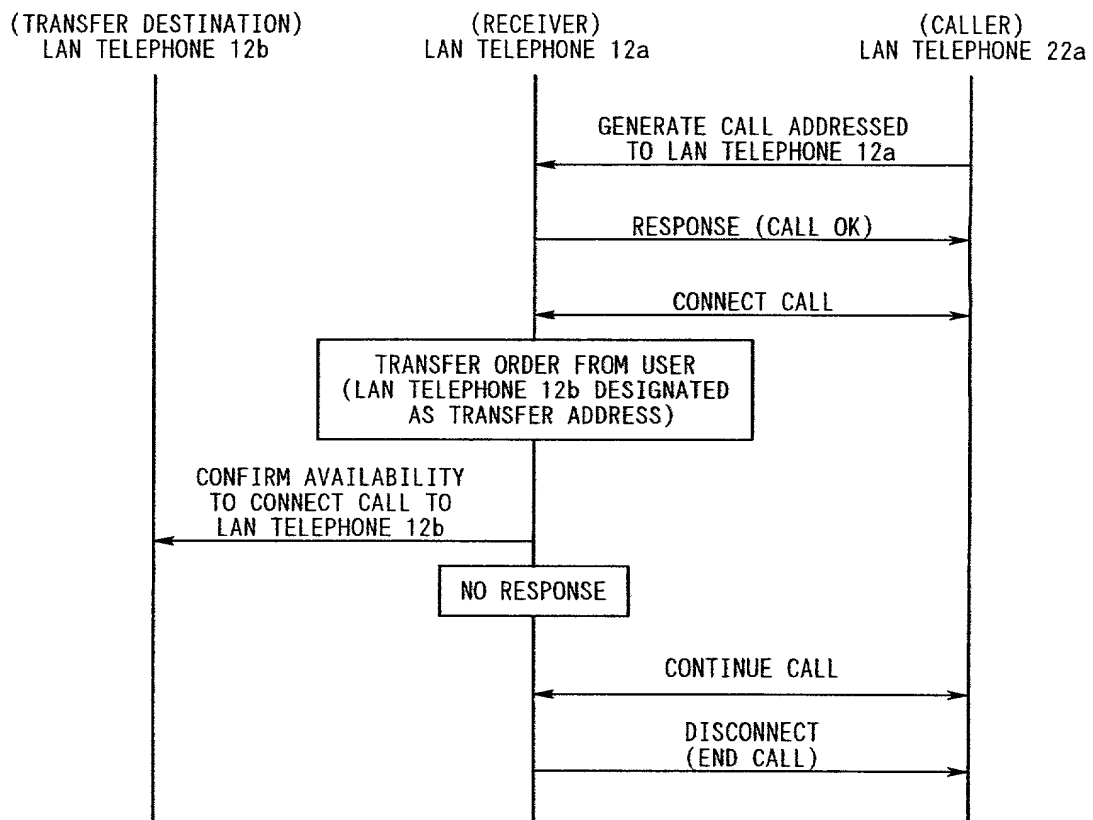 (TRANSFER DESTINATION)
LAN TELEPHONE 12b
(RECEIVER)
LAN TELEPHONE 12a
(CALLER)
LAN TELEPHONE 22a
GENERATE CALL ADDRESSED
TO LAN TELEPHONE 12a
RESPONSE (CALL OK)
CONNECT CALL
TRANSFER ORDER FROM USER
(LAN TELEPHONE 12b DESIGNATED
AS TRANSFER ADDRESS)
CONFIRM AVAILABILITY
TO CONNECT CALL TO
LAN TELEPHONE 12b
NO RESPONSE
CONTINUE CALL
DISCONNECT
(END CALL)